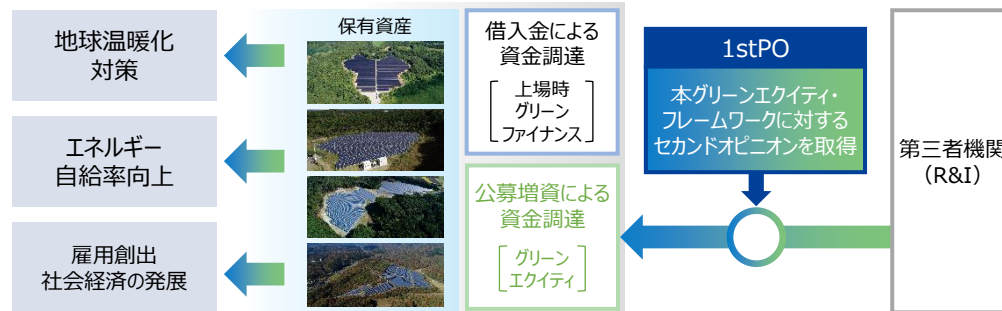 地球温暖化
対策
エネルギー
自給率向上
雇用創出
社会経済の発展
保有資産
借入金による
資金調達
上場時
グリーン
ファイナンス
公募増資による
資金調達
グリーン
エクイティ
1stPO
本グリーンエクイティ・
フレームワークに対する
セカンドオピニオンを取得
第三者機関
（R&I）